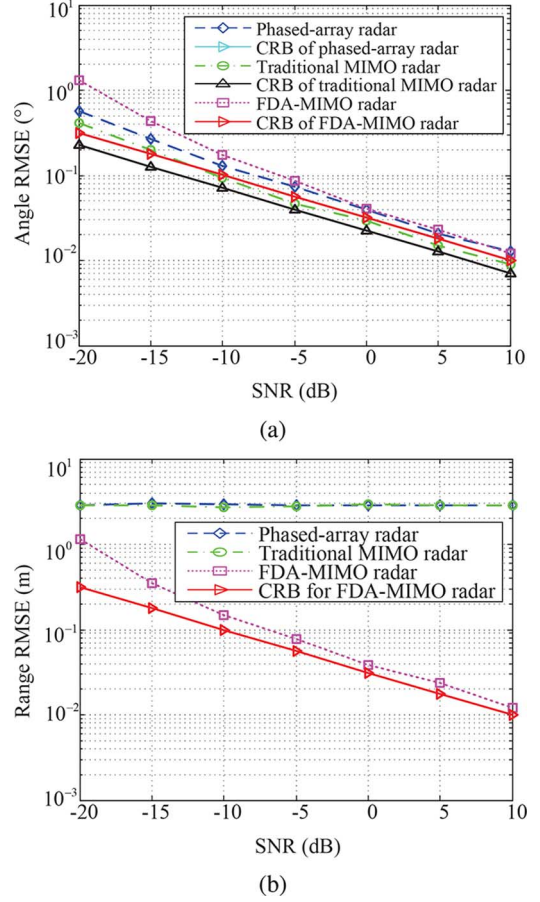 10^1
10^0
10^-1
10^-2
10^-3
Angle RMSE (°)
Phased-array radar
CRB of phased-array radar
Traditional MIMO radar
CRB of traditional MIMO radar
FDA-MIMO radar
CRB of FDA-MIMO radar
-20 -15 -10 -5 0 5 10
SNR (dB)
(a)
10^1
10^0
10^-1
10^-2
10^-3
Range RMSE (m)
Phased-array radar
Traditional MIMO radar
FDA-MIMO radar
CRB for FDA-MIMO radar
-20 -15 -10 -5 0 5 10
SNR (dB)
(b)